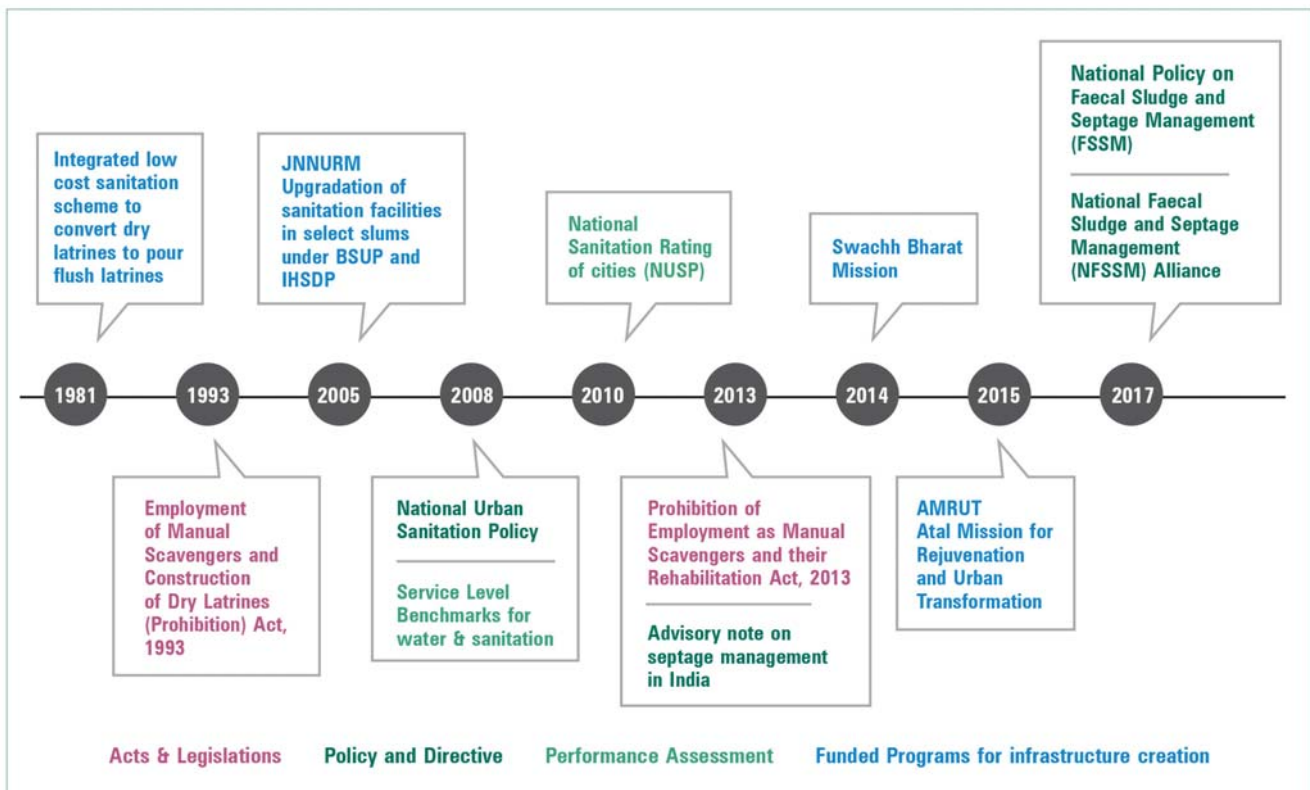 Integrated low
cost sanitation
scheme to
convert dry
latrines to pour
flush latrines
JNNURM
Upgradation of
sanitation facilities
in select slums
under BSUP and
IHSDP
National
Sanitation Rating
of cities (NUSP)
Swachh Bharat
Mission
National Policy on
Faecal Sludge and
Septage Management
(FSSM)
National Faecal
Sludge and Septage
Management
(NFSSM) Alliance
1981
1993
2005
2008
2010
2013
2014
2015
2017
Employment
of Manual
Scavengers and
Construction
of Dry Latrines
(Prohibition) Act,
1993
National Urban
Sanitation Policy
Service Level
Benchmarks for
water & sanitation
Prohibition of
Employment as Manual
Scavengers and their
Rehabilitation Act, 2013
Advisory note on
septage management
in India
AMRUT
Atal Mission for
Rejuvenation
and Urban
Transformation
Acts & Legislations
Policy and Directive
Performance Assessment
Funded Programs for infrastructure creation